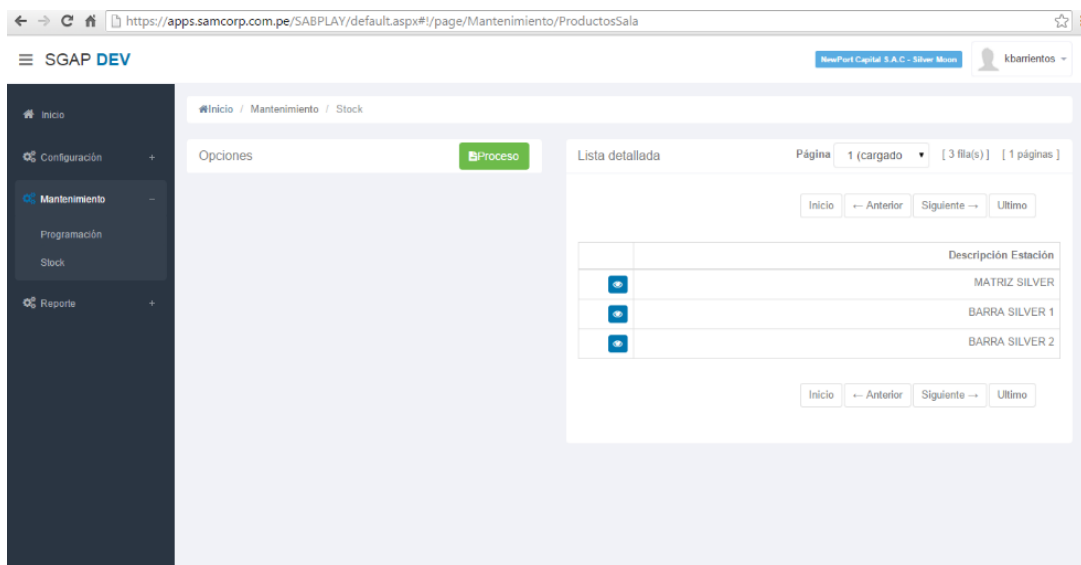 https://apps.samcorp.com.pe/SABPLAY/default.aspx#!/page/Mantenimiento/ProductosSala
SGAP DEV
NewPort Capital S.A.C - Silver Moon
kbarrientos
Inicio
Configuración +
Mantenimiento −
Programación
Stock
Reporte +
Inicio / Mantenimiento / Stock
Opciones
Proceso
Lista detallada
Página 1 (cargado [ 3 fila(s) ] [ 1 páginas ]
Inicio ← Anterior Siguiente → Ultimo
Descripción Estación
MATRIZ SILVER
BARRA SILVER 1
BARRA SILVER 2
Inicio ← Anterior Siguiente → Ultimo